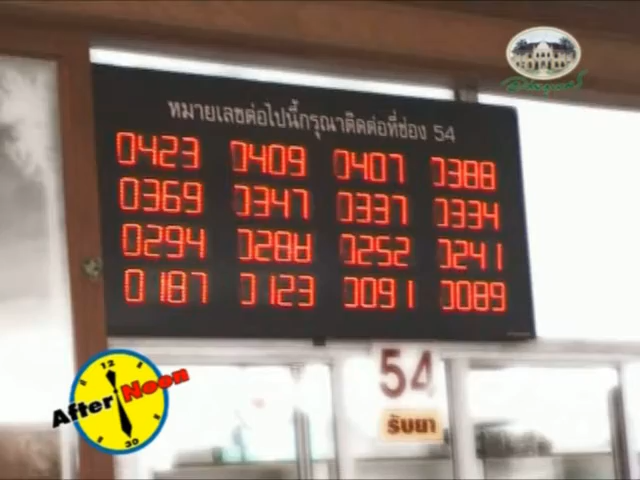 หมายเลขต่อไปนี้กรุณาติดต่อที่ช่อง 54
0423 0409 0407 0388
0369 0347 0337 0334
0294 0288 0252 0241
0187 0123 0091 0089
54
รับยา
12
After Noon
30